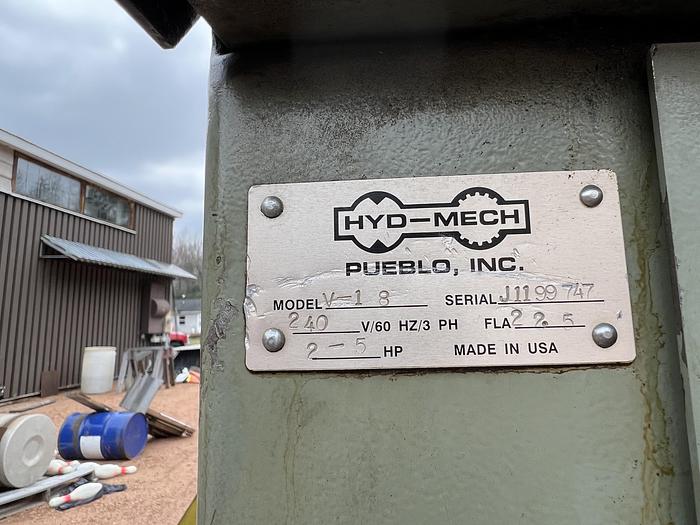 HYD-MECH
PUEBLO, INC.
MODEL V-18 SERIAL J1199747
240 V/60 HZ/3 PH FLA 22.5
2-5 HP MADE IN USA